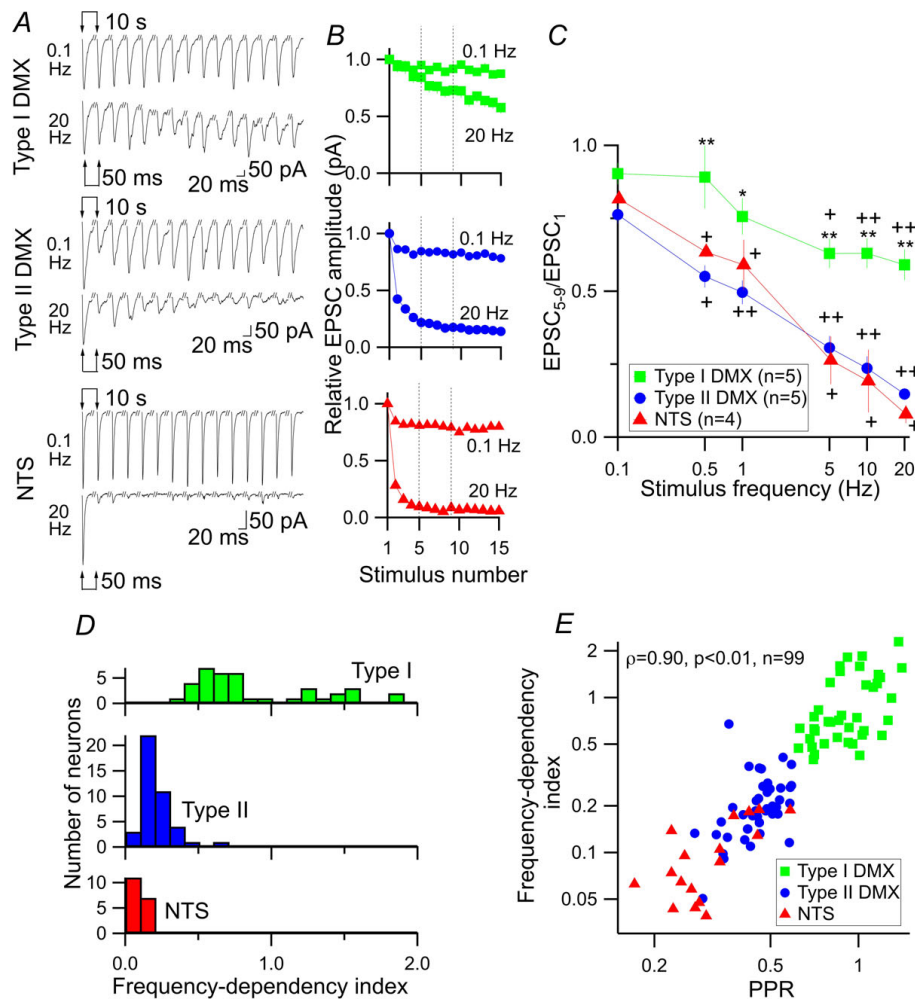 A
10 s
0.1
Hz
Type I DMX
20
Hz
50 ms
20 ms
50 pA
10 s
0.1
Hz
Type II DMX
20
Hz
50 ms
20 ms
50 pA
10 s
0.1
Hz
NTS
20
Hz
50 ms
20 ms
50 pA
B
Relative EPSC amplitude (pA)
1.0
0.5
0.0
0.1 Hz
20 Hz
1.0
0.5
0.0
0.1 Hz
20 Hz
1.0
0.5
0.0
0.1 Hz
20 Hz
1 5 10 15
Stimulus number
C
EPSC5-9/EPSC1
1.0
0.5
0.0
**
*
+
**
++
**
++
**
+
+
+
++
++
++
++
+
+
+
Type I DMX (n=5)
Type II DMX (n=5)
NTS (n=4)
0.1 0.5 1 5 10 20
Stimulus frequency (Hz)
D
Number of neurons
10
5
0
Type I
20
15
10
5
0
Type II
10
5
0
NTS
0.0 1.0 2.0
Frequency-dependency index
E
ρ=0.90, p<0.01, n=99
Frequency-dependency
index
2
1
0.5
0.2
0.1
0.05
Type I DMX
Type II DMX
NTS
0.2 0.5 1
PPR